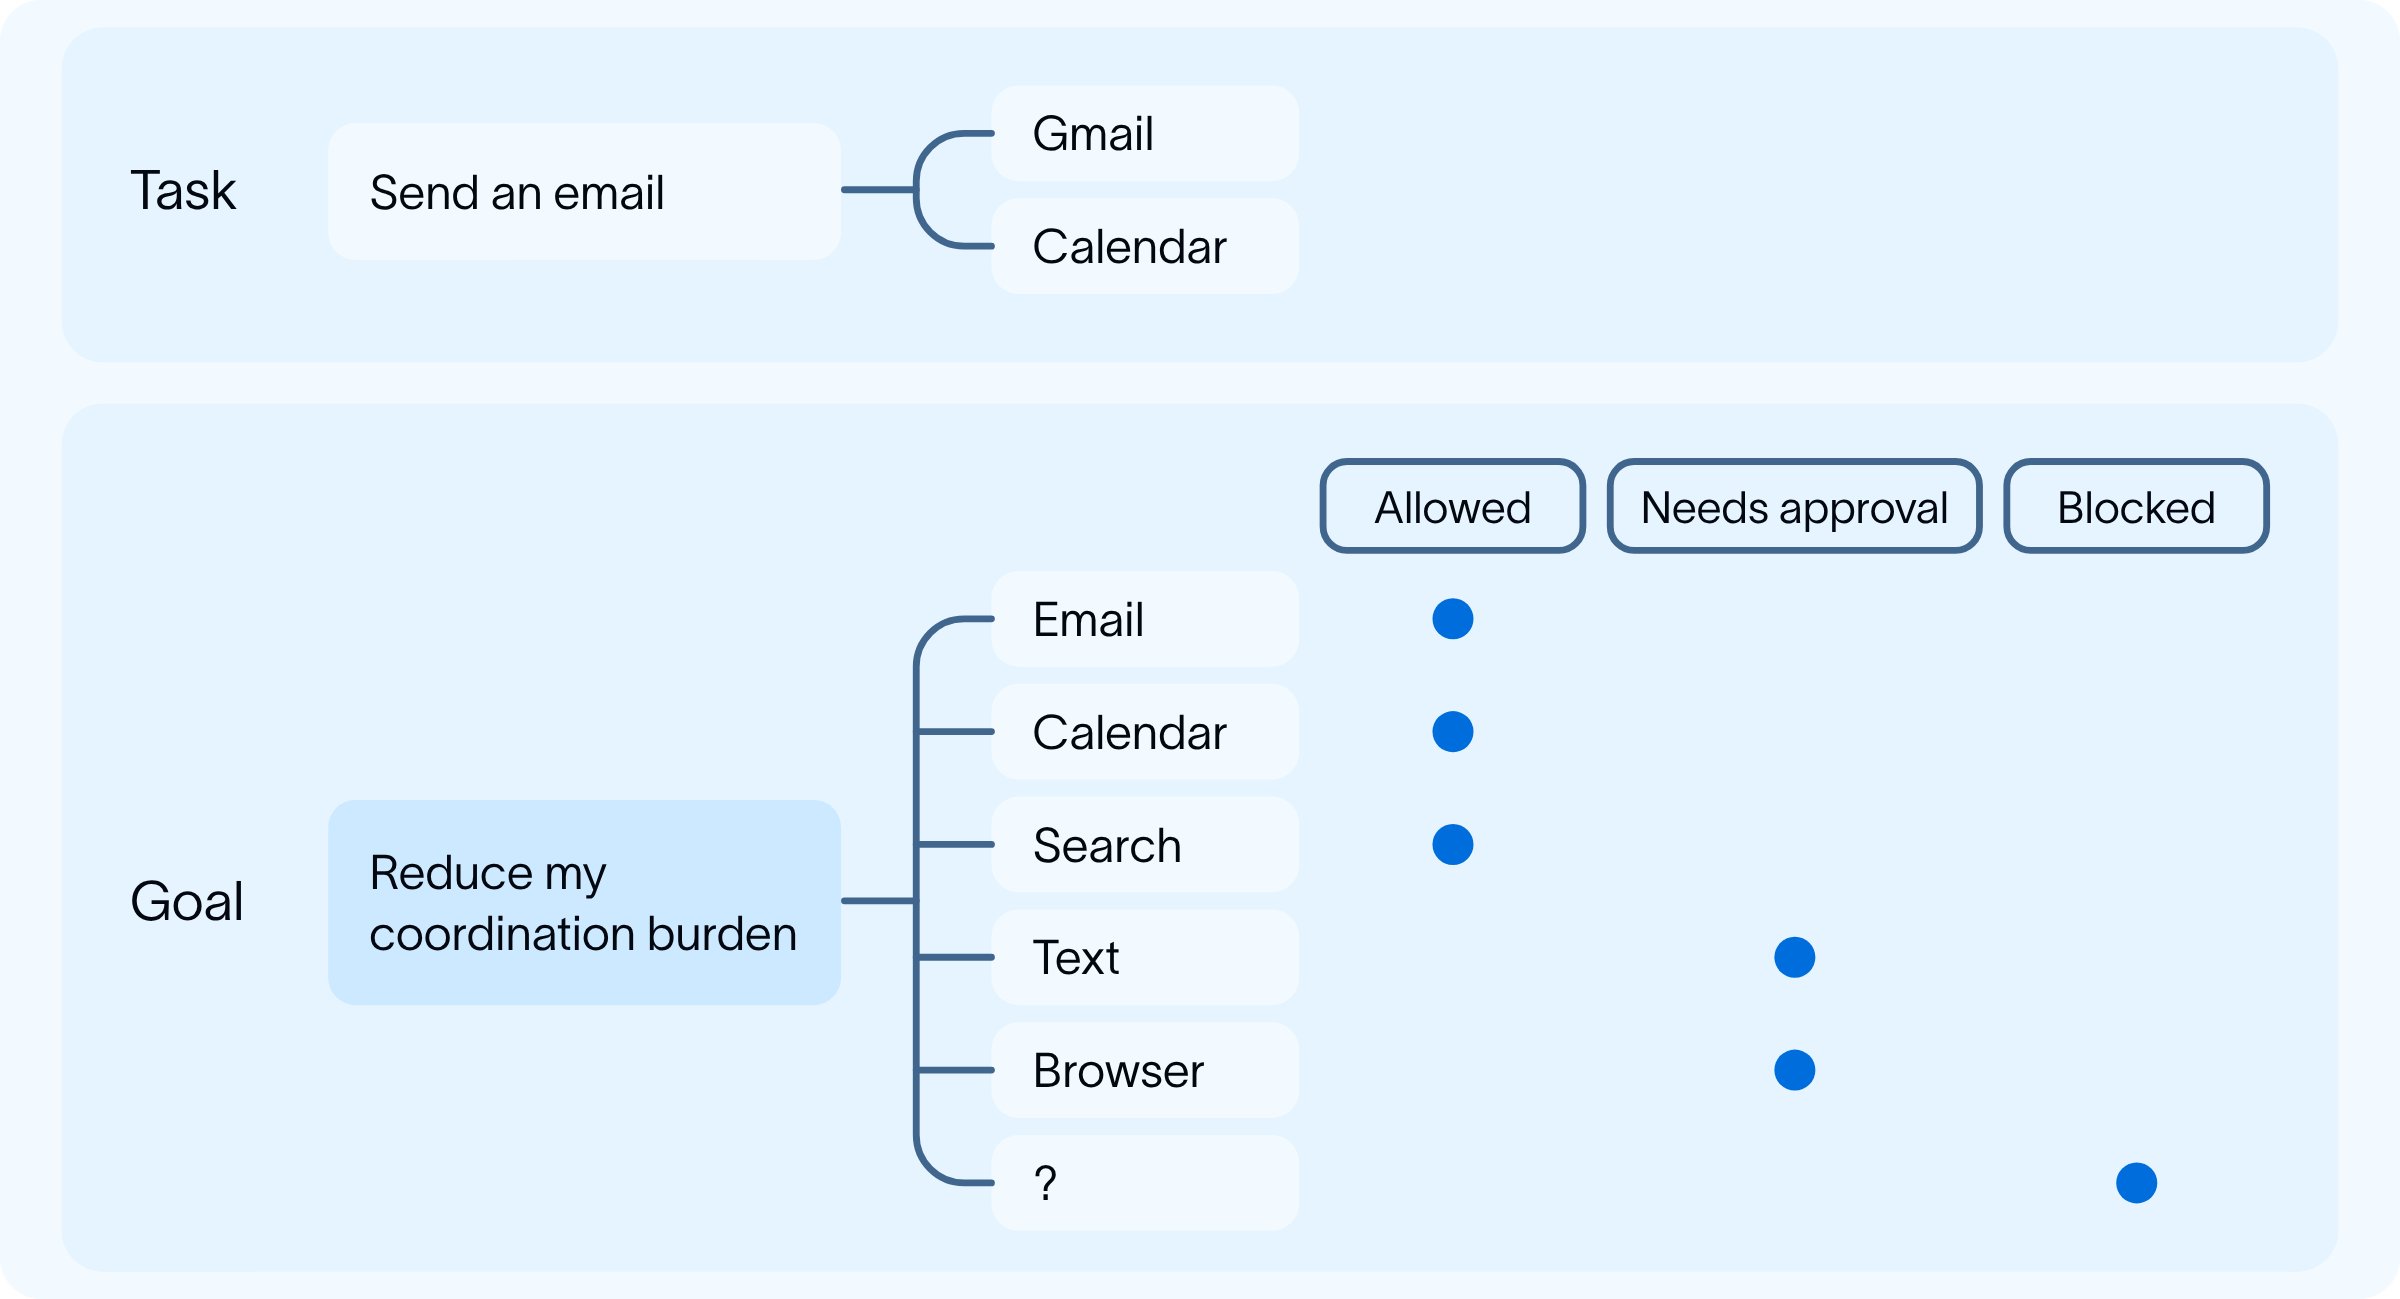 Task
Send an email
Gmail
Calendar
Allowed
Needs approval
Blocked
Goal
Reduce my
coordination burden
Email
Calendar
Search
Text
Browser
?